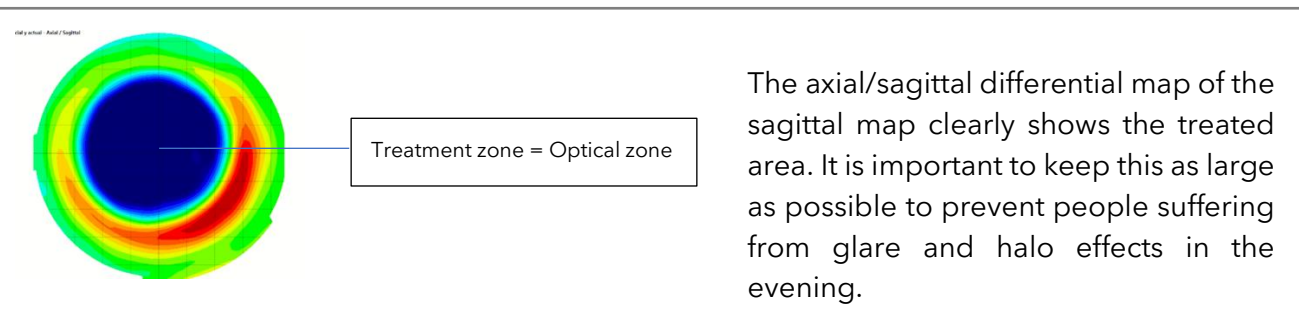 Treatment zone = Optical zone
The axial/sagittal differential map of the
sagittal map clearly shows the treated
area. It is important to keep this as large
as possible to prevent people suffering
from glare and halo effects in the
evening.